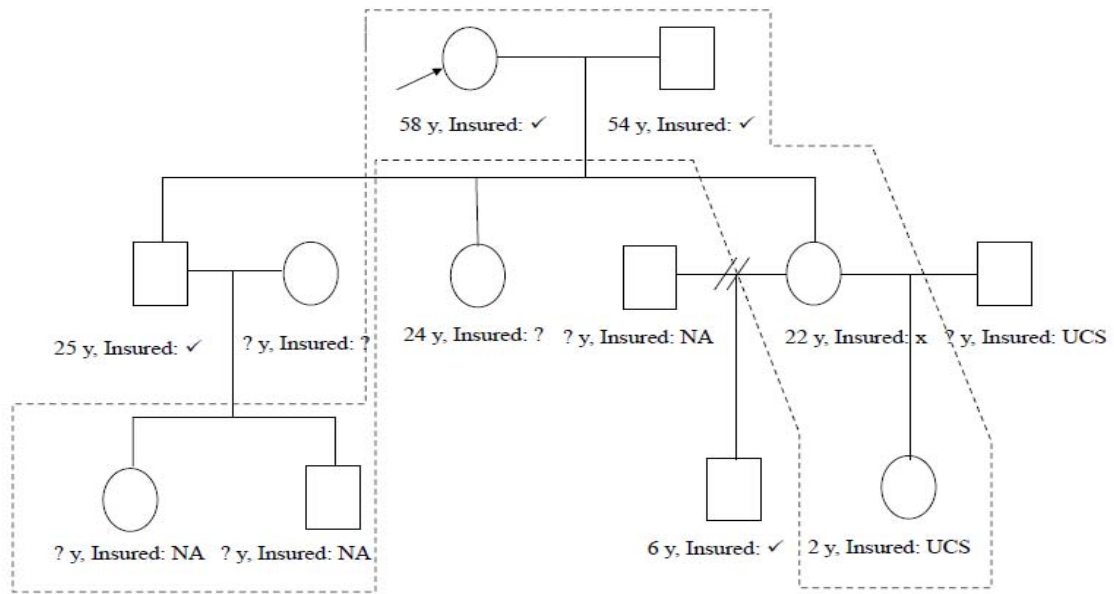 58 y, Insured: ✓
54 y, Insured: ✓
25 y, Insured: ✓
? y, Insured: ?
24 y, Insured: ?
? y, Insured: NA
22 y, Insured: x
? y, Insured: UCS
? y, Insured: NA
? y, Insured: NA
6 y, Insured: ✓
2 y, Insured: UCS